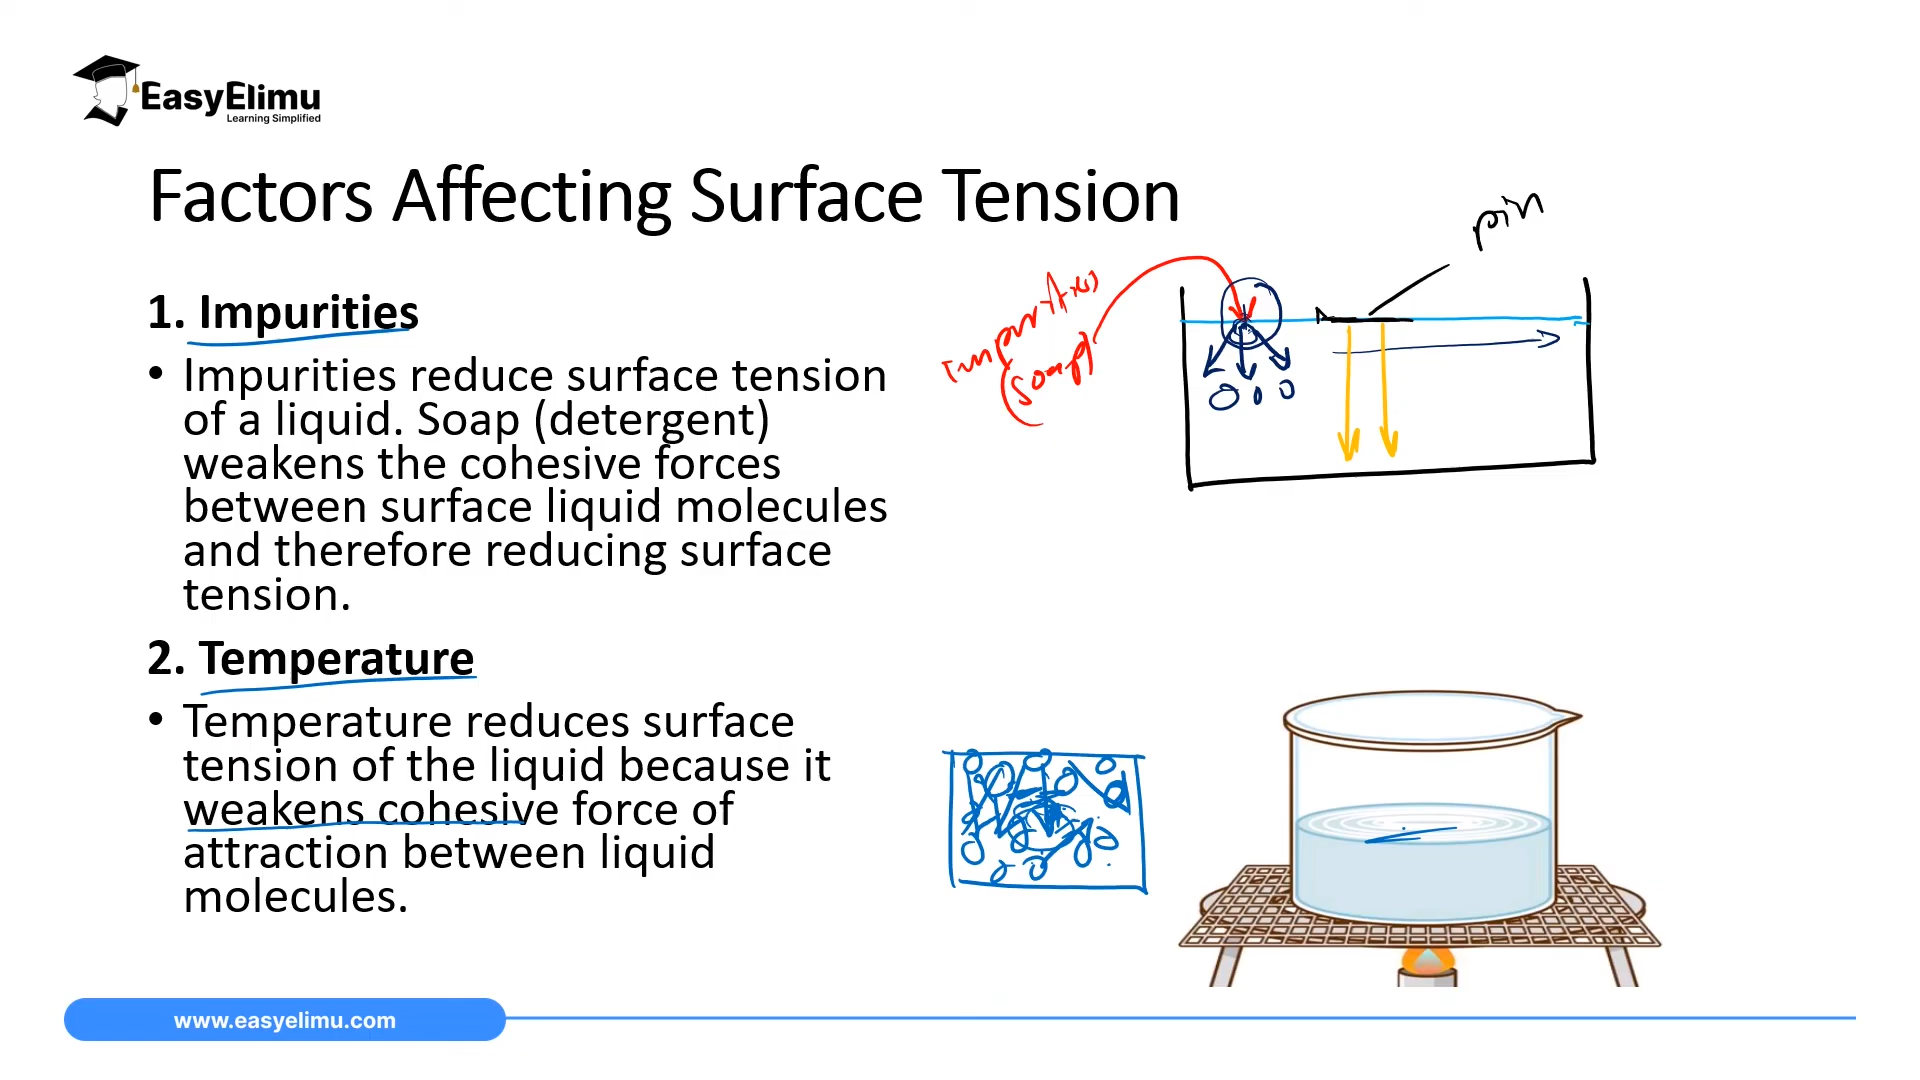 EasyElimu
Learning Simplified
Factors Affecting Surface Tension
1. Impurities
• Impurities reduce surface tension
of a liquid. Soap (detergent)
weakens the cohesive forces
between surface liquid molecules
and therefore reducing surface
tension.
2. Temperature
• Temperature reduces surface
tension of the liquid because it
weakens cohesive force of
attraction between liquid
molecules.
pin
(soap)
www.easyelimu.com